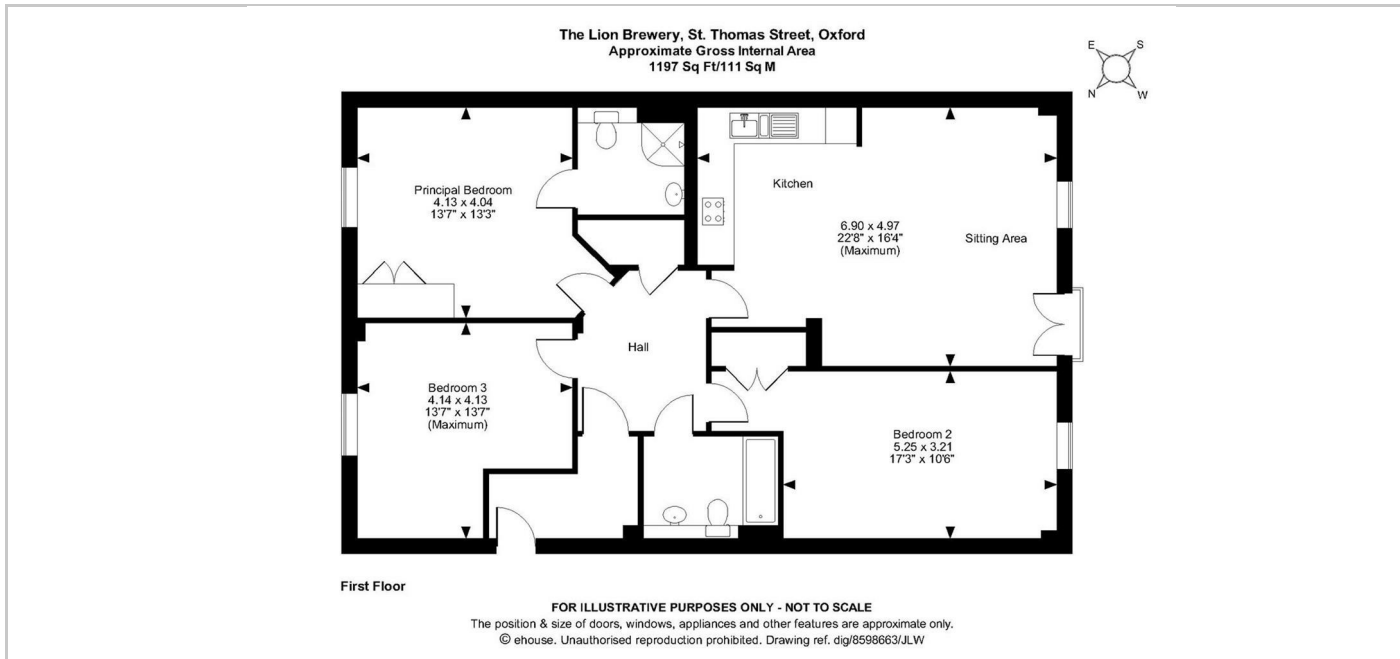 The Lion Brewery, St. Thomas Street, Oxford
Approximate Gross Internal Area
1197 Sq Ft/111 Sq M
E S
N W
Principal Bedroom
4.13 x 4.04
13'7" x 13'3"
Kitchen
6.90 x 4.97
22'8" x 16'4"
(Maximum)
Sitting Area
Hall
Bedroom 3
4.14 x 4.13
13'7" x 13'7"
(Maximum)
Bedroom 2
5.25 x 3.21
17'3" x 10'6"
First Floor
FOR ILLUSTRATIVE PURPOSES ONLY - NOT TO SCALE
The position & size of doors, windows, appliances and other features are approximate only.
© ehouse. Unauthorised reproduction prohibited. Drawing ref. dig/8598663/JLW